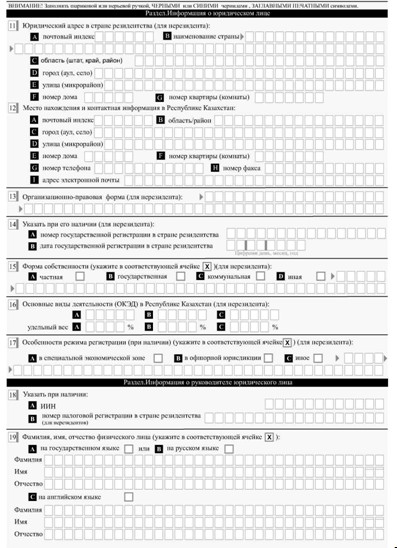 ВНИМАНИЕ! Заполнять шариковой или перьевой ручкой, ЧЕРНЫМИ или СИНИМИ чернилами, ЗАГЛАВНЫМИ ПЕЧАТНЫМИ символами.
Раздел.Информация о юридическом лице
11 Юридический адрес в стране резидентства (для нерезидента):
A почтовый индекс B наименование страны
C область (штат, край, район)
D город (аул, село)
E улица (микрорайон)
F номер дома G номер квартиры (комнаты)
12 Место нахождения и контактная информация в Республике Казахстан:
A почтовый индекс B область/район
C город (аул, село)
D улица (микрорайон)
E номер дома F номер квартиры (комнаты)
G номер телефона H номер факса
I адрес электронной почты
13 Организационно-правовая форма (для нерезидента):
14 Указать при его наличии (для нерезидента):
A номер государственной регистрации в стране резидентства
B дата государственной регистрации в стране резидентства
15 Форма собственности (укажите в соответствующей ячейке X )(для нерезидента):
A частная B государственная C коммунальная D иная
16 Основные виды деятельности (ОКЭД) в Республике Казахстан (для нерезидента):
A B C
удельный вес A % B % C %
17 Особенности режима регистрации (при наличии) (укажите в соответствующей ячейке X ) (для нерезидента):
A в специальной экономической зоне B в офшорной юрисдикции C иное
Раздел.Информация о руководителе юридического лица
18 Указать при наличии:
A ИИН
B номер налоговой регистрации в стране резидентства
(для нерезидентов)
19 Фамилия, имя, отчество физического лица (укажите в соответствующей ячейке X ):
A на государственном языке или B на русском языке
Фамилия
Имя
Отчество
C на английском языке
Фамилия
Имя
Отчество